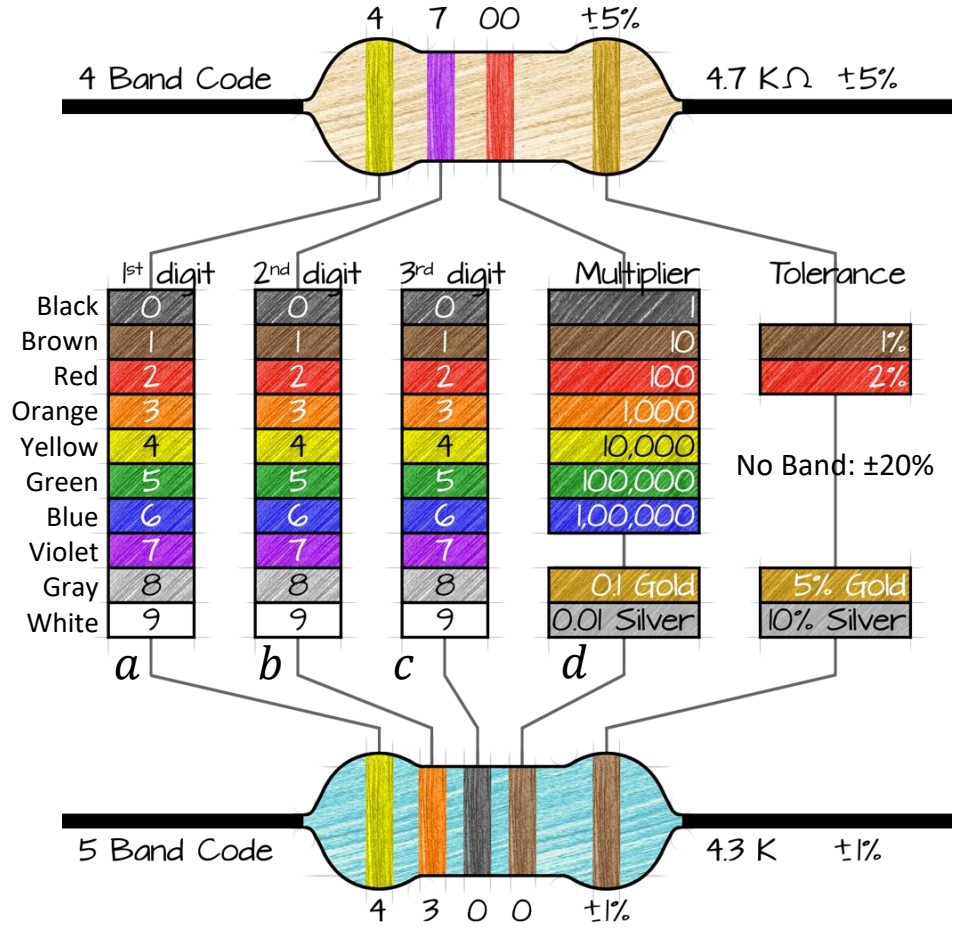 4 7 00 ±5%
4 Band Code 4.7 KΩ ±5%
1st digit 2nd digit 3rd digit Multiplier Tolerance
Black 0 0 0 1
Brown 1 1 1 10 1%
Red 2 2 2 100 2%
Orange 3 3 3 1,000
Yellow 4 4 4 10,000
No Band: ±20%
Green 5 5 5 100,000
Blue 6 6 6 1,00,000
Violet 7 7 7
Gray 8 8 8 0.1 Gold 5% Gold
White 9 9 9 0.01 Silver 10% Silver
a b c d
5 Band Code 4.3 K ±1%
4 3 0 0 ±1%